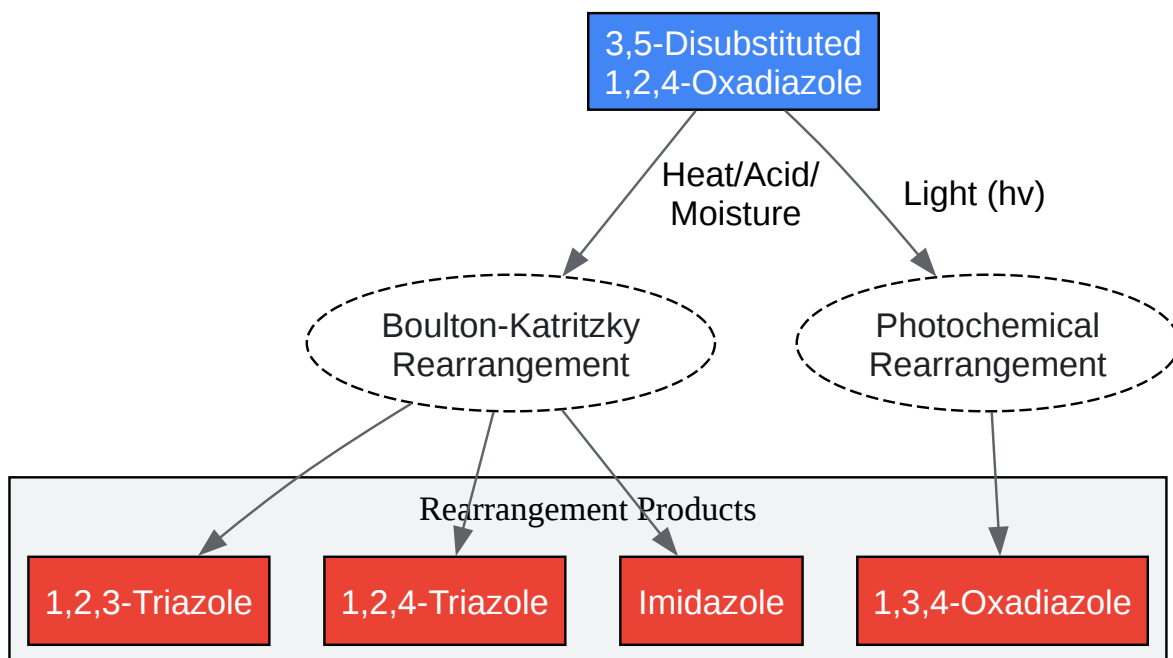 3,5-Disubstituted
1,2,4-Oxadiazole
Heat/Acid/
Moisture
Light (hv)
Boulton-Katritzky
Rearrangement
Photochemical
Rearrangement
Rearrangement Products
1,2,3-Triazole
1,2,4-Triazole
Imidazole
1,3,4-Oxadiazole